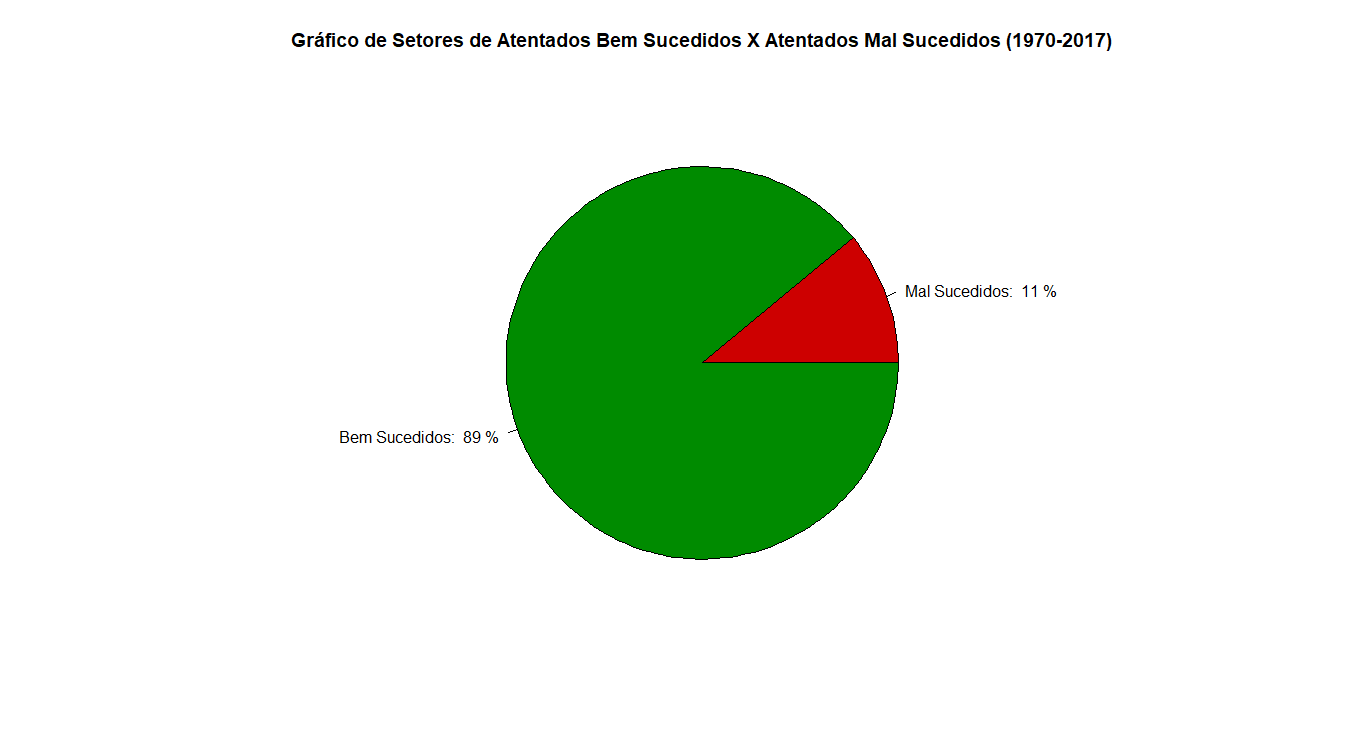 Gráfico de Setores de Atentados Bem Sucedidos X Atentados Mal Sucedidos (1970-2017)
Mal Sucedidos:  11 %
Bem Sucedidos:  89 %